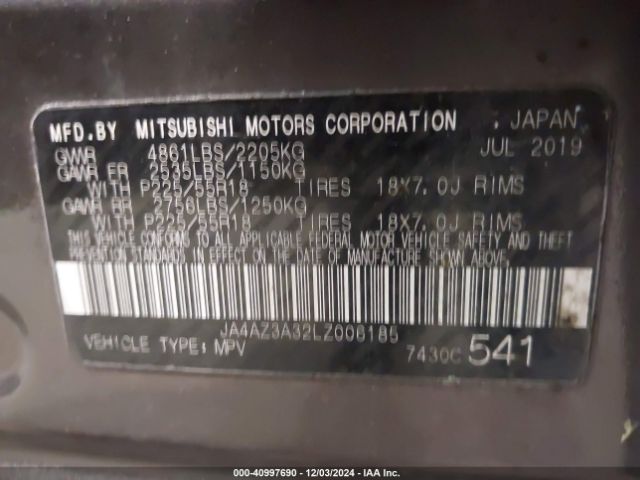 MFD.BY MITSUBISHI MOTORS CORPORATION . JAPAN
GVWR 4861LBS/2205KG JUL 2019
GAWR FR 2535LBS/1150KG
WITH P225/55R18 TIRES 18X7.0J RIMS
GAWR RR 2756LBS/1250KG
WITH P225/55R18 TIRES 18X7.0J RIMS
THIS VEHICLE CONFORMS TO ALL APPLICABLE FEDERAL MOTOR VEHICLE SAFETY AND THEFT
PREVENTION STANDARDS IN EFFECT ON THE DATE OF MANUFACTURE SHOWN ABOVE.
JA4AZ3A32LZ008185
VEHICLE TYPE: MPV 7430C 541
000-40997690 - 12/03/2024 - IAA Inc.